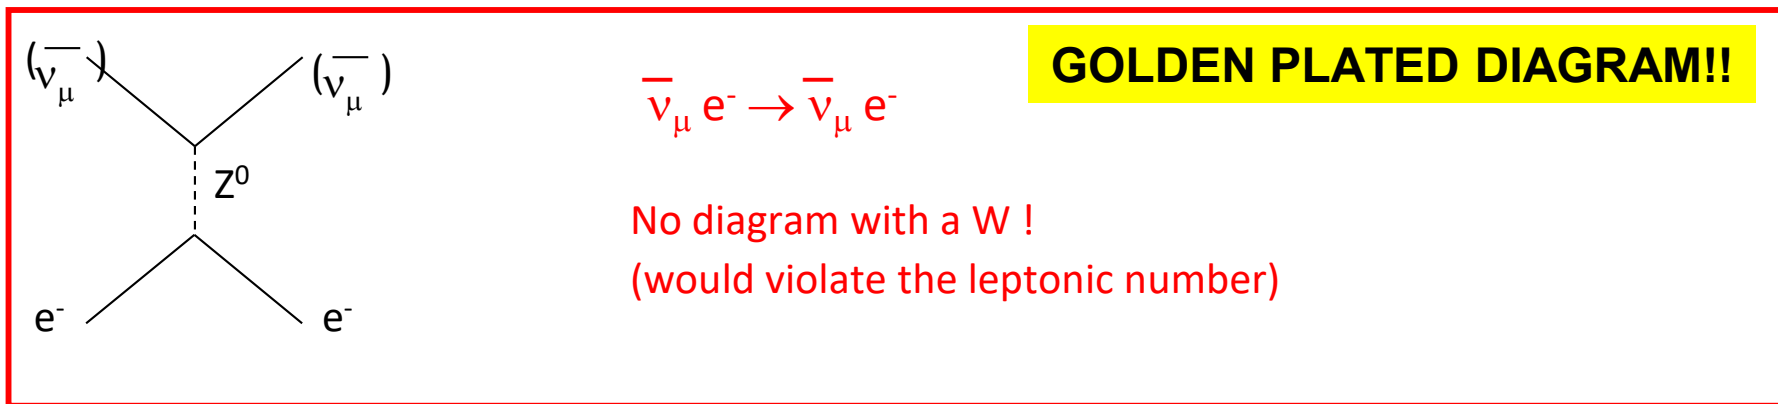 (ν̅μ)
(ν̅μ)
Z⁰
e⁻
e⁻
ν̅μ e⁻ → ν̅μ e⁻
No diagram with a W !
(would violate the leptonic number)
GOLDEN PLATED DIAGRAM!!